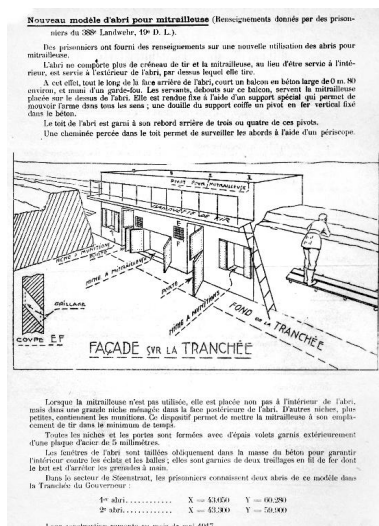 Nouveau modèle d'abri pour mitrailleuse (Renseignements donnés par des prison-
niers du 388e Landwehr, 19e D. L.).
Des prisonniers ont fourni des renseignements sur une nouvelle utilisation des abris pour
mitrailleuse.
L'abri ne comporte plus de créneau de tir et la mitrailleuse, au lieu d'être servie à l'inté-
rieur, est servie à l'extérieur de l'abri, par dessus lequel elle tire.
A cet effet, tout le long de la face arrière de l'abri, court un balcon en béton large de 0 m. 80
environ, et muni d'un garde-fou. Les servants, debouts sur ce balcon, servent la mitrailleuse
placée sur le dessus de l'abri. Elle est rendue fixe à l'aide d'un support spécial qui permet de
mouvoir l'arme dans tous les sens ; une douille du support coiffe un pivot en fer vertical fixé
dans le béton.
Le toit de l'abri est garni à son rebord arrière de trois ou quatre de ces pivots.
Une cheminée percée dans le toit permet de surveiller les abords à l'aide d'un périscope.
PIVOT POUR MITRAILLEUSE
E
F
NICHE A MUNITIONS
PORTE
NICHE A MITRAILLEUSE
PORTE
NICHE A MUNITIONS
FOND DE LA TRANCHÉE
GRILLAGE
COUPE EF
FAÇADE SUR LA TRANCHÉE
Lorsque la mitrailleuse n'est pas utilisée, elle est placée non pas à l'intérieur de l'abri,
mais dans une grande niche ménagée dans la face postérieure de l'abri. D'autres niches, plus
petites, contiennent les munitions. Ce dispositif permet de mettre la mitrailleuse à son empla-
cement de tir dans le minimum de temps.
Toutes les niches et les portes sont fermées avec d'épais volets garnis extérieurement
d'une plaque d'acier de 5 millimètres.
Les fenêtres de l'abri sont taillées obliquement dans la masse du béton pour garantir
l'intérieur contre les éclats et les balles ; elles sont garnies de deux treillages en fil de fer dont
le but est d'arrêter les grenades à main.
Dans le secteur de Steenstraat, les prisonniers connaissent deux abris de ce modèle dans
la Tranchée du Gouverneur :
1er abri............ X = 43.050 Y = 60.280
2e abri............ X = 43.300 Y = 59.900